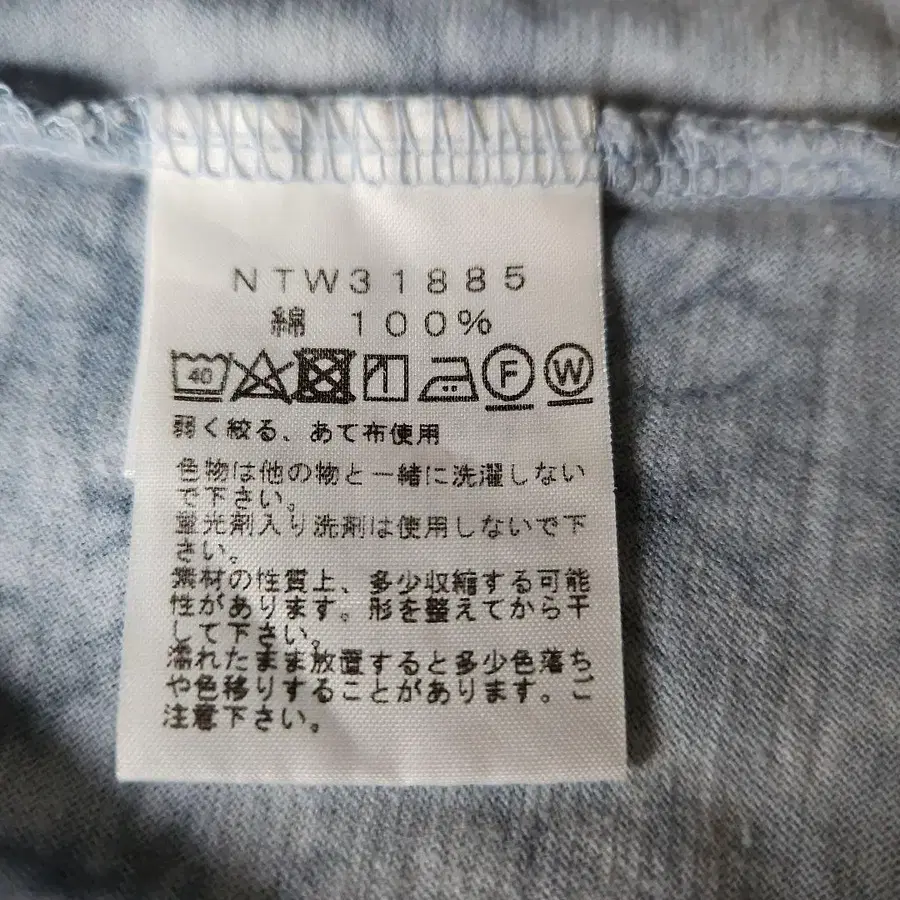 NTW31885
綿 100%
40 F W
弱く絞る、あて布使用
色物は他の物と一緒に洗濯しない
で下さい。
蛍光剤入り洗剤は使用しないで下
さい。
素材の性質上、多少収縮する可能
性があります。形を整えてから干
して下さい。
濡れたまま放置すると多少色落ち
や色移りすることがあります。ご
注意下さい。